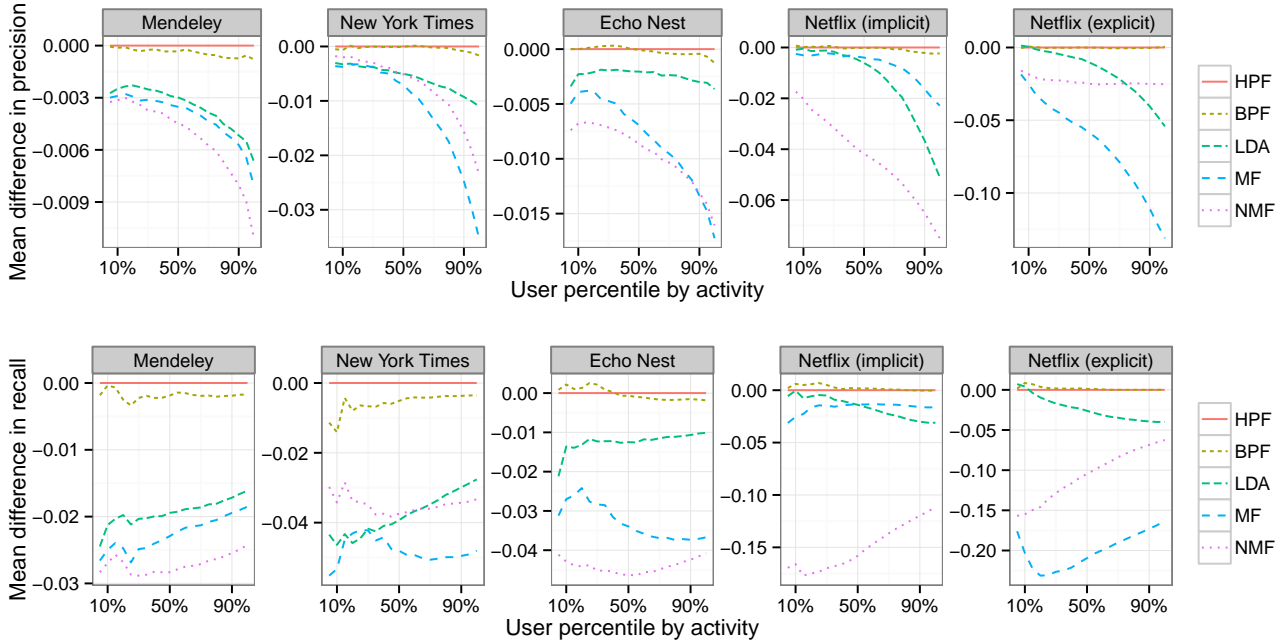 Mendeley New York Times Echo Nest Netflix (implicit) Netflix (explicit)
Mean difference in precision
0.000
−0.003
−0.006
−0.009
0.00
−0.01
−0.02
−0.03
0.000
−0.005
−0.010
−0.015
0.00
−0.02
−0.04
−0.06
0.00
−0.05
−0.10
10% 50% 90% 10% 50% 90% 10% 50% 90% 10% 50% 90% 10% 50% 90%
User percentile by activity
HPF
BPF
LDA
MF
NMF
Mendeley New York Times Echo Nest Netflix (implicit) Netflix (explicit)
Mean difference in recall
0.00
−0.01
−0.02
−0.03
0.00
−0.02
−0.04
0.00
−0.01
−0.02
−0.03
−0.04
0.00
−0.05
−0.10
−0.15
0.00
−0.05
−0.10
−0.15
−0.20
10% 50% 90% 10% 50% 90% 10% 50% 90% 10% 50% 90% 10% 50% 90%
User percentile by activity
HPF
BPF
LDA
MF
NMF